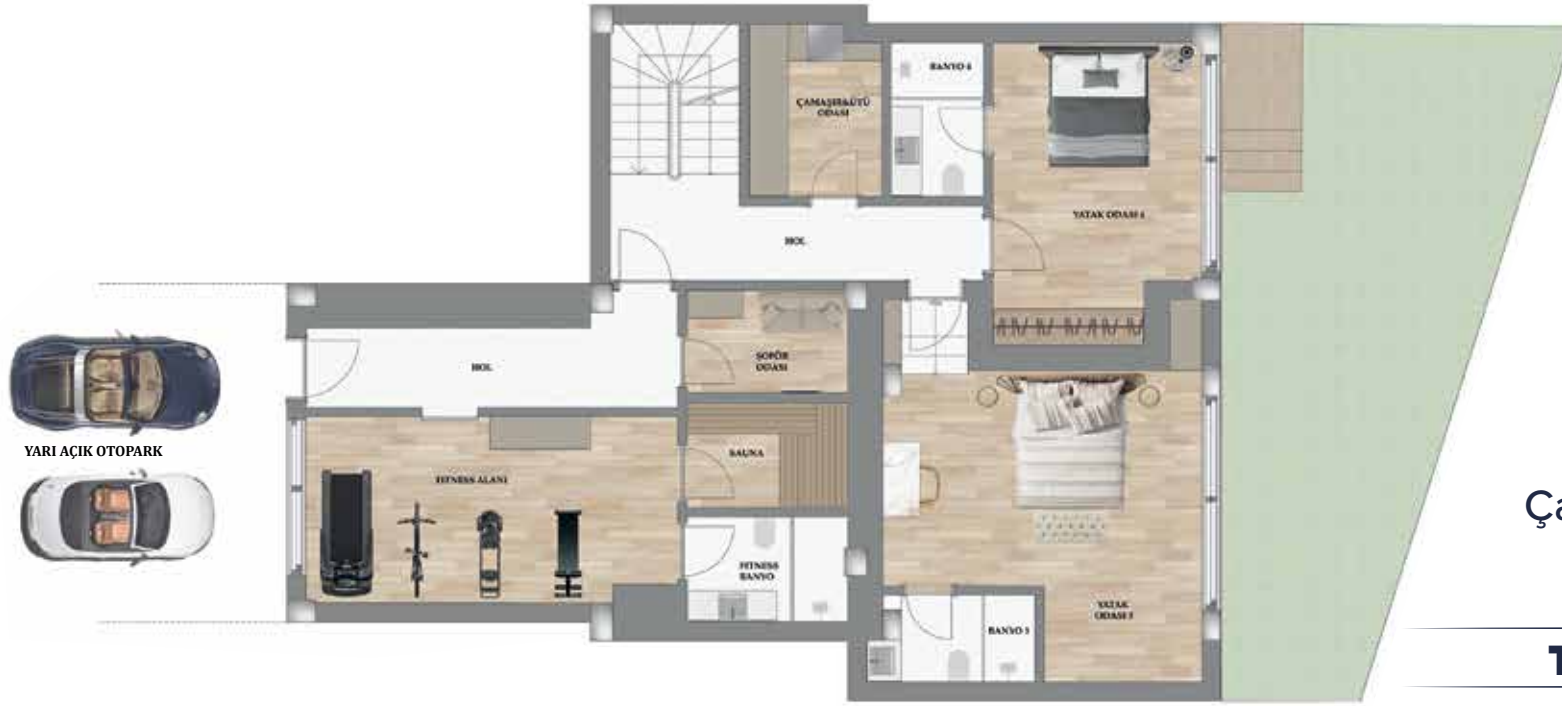 BANYO 4
ÇAMAŞIR&ÜTÜ
ODASI
YATAK ODASI 4
HOL
ŞOFÖR
ODASI
HOL
YARI AÇIK OTOPARK
SAUNA
FITNESS ALANI
Ça
FITNESS
BANYO
YATAK
ODASI 3
BANYO 3
T